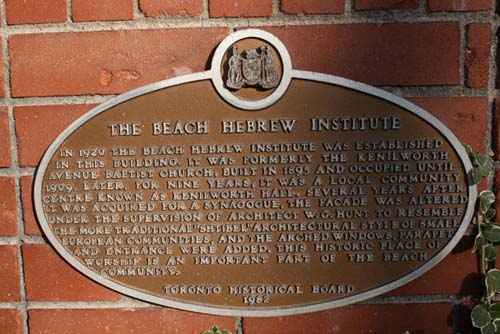 THE BEACH HEBREW INSTITUTE
IN 1920 THE BEACH HEBREW INSTITUTE WAS ESTABLISHED
IN THIS BUILDING. IT WAS FORMERLY THE KENILWORTH
AVENUE BAPTIST CHURCH, BUILT IN 1895 AND OCCUPIED UNTIL
1909. LATER, FOR NINE YEARS, IT WAS A LOCAL COMMUNITY
CENTRE KNOWN AS KENILWORTH HALL. SEVERAL YEARS AFTER
IT WAS ACQUIRED FOR A SYNAGOGUE, THE FACADE WAS ALTERED
UNDER THE SUPERVISION OF ARCHITECT W.G. HUNT TO RESEMBLE
THE MORE TRADITIONAL "SHTIBEL" ARCHITECTURAL STYLE OF SMALL
EUROPEAN COMMUNITIES, AND THE ARCHED WINDOWS, PARAPET
AND ENTRANCE WERE ADDED. THIS HISTORIC PLACE OF
WORSHIP IS AN IMPORTANT PART OF THE BEACH
COMMUNITY.
TORONTO HISTORICAL BOARD
1982